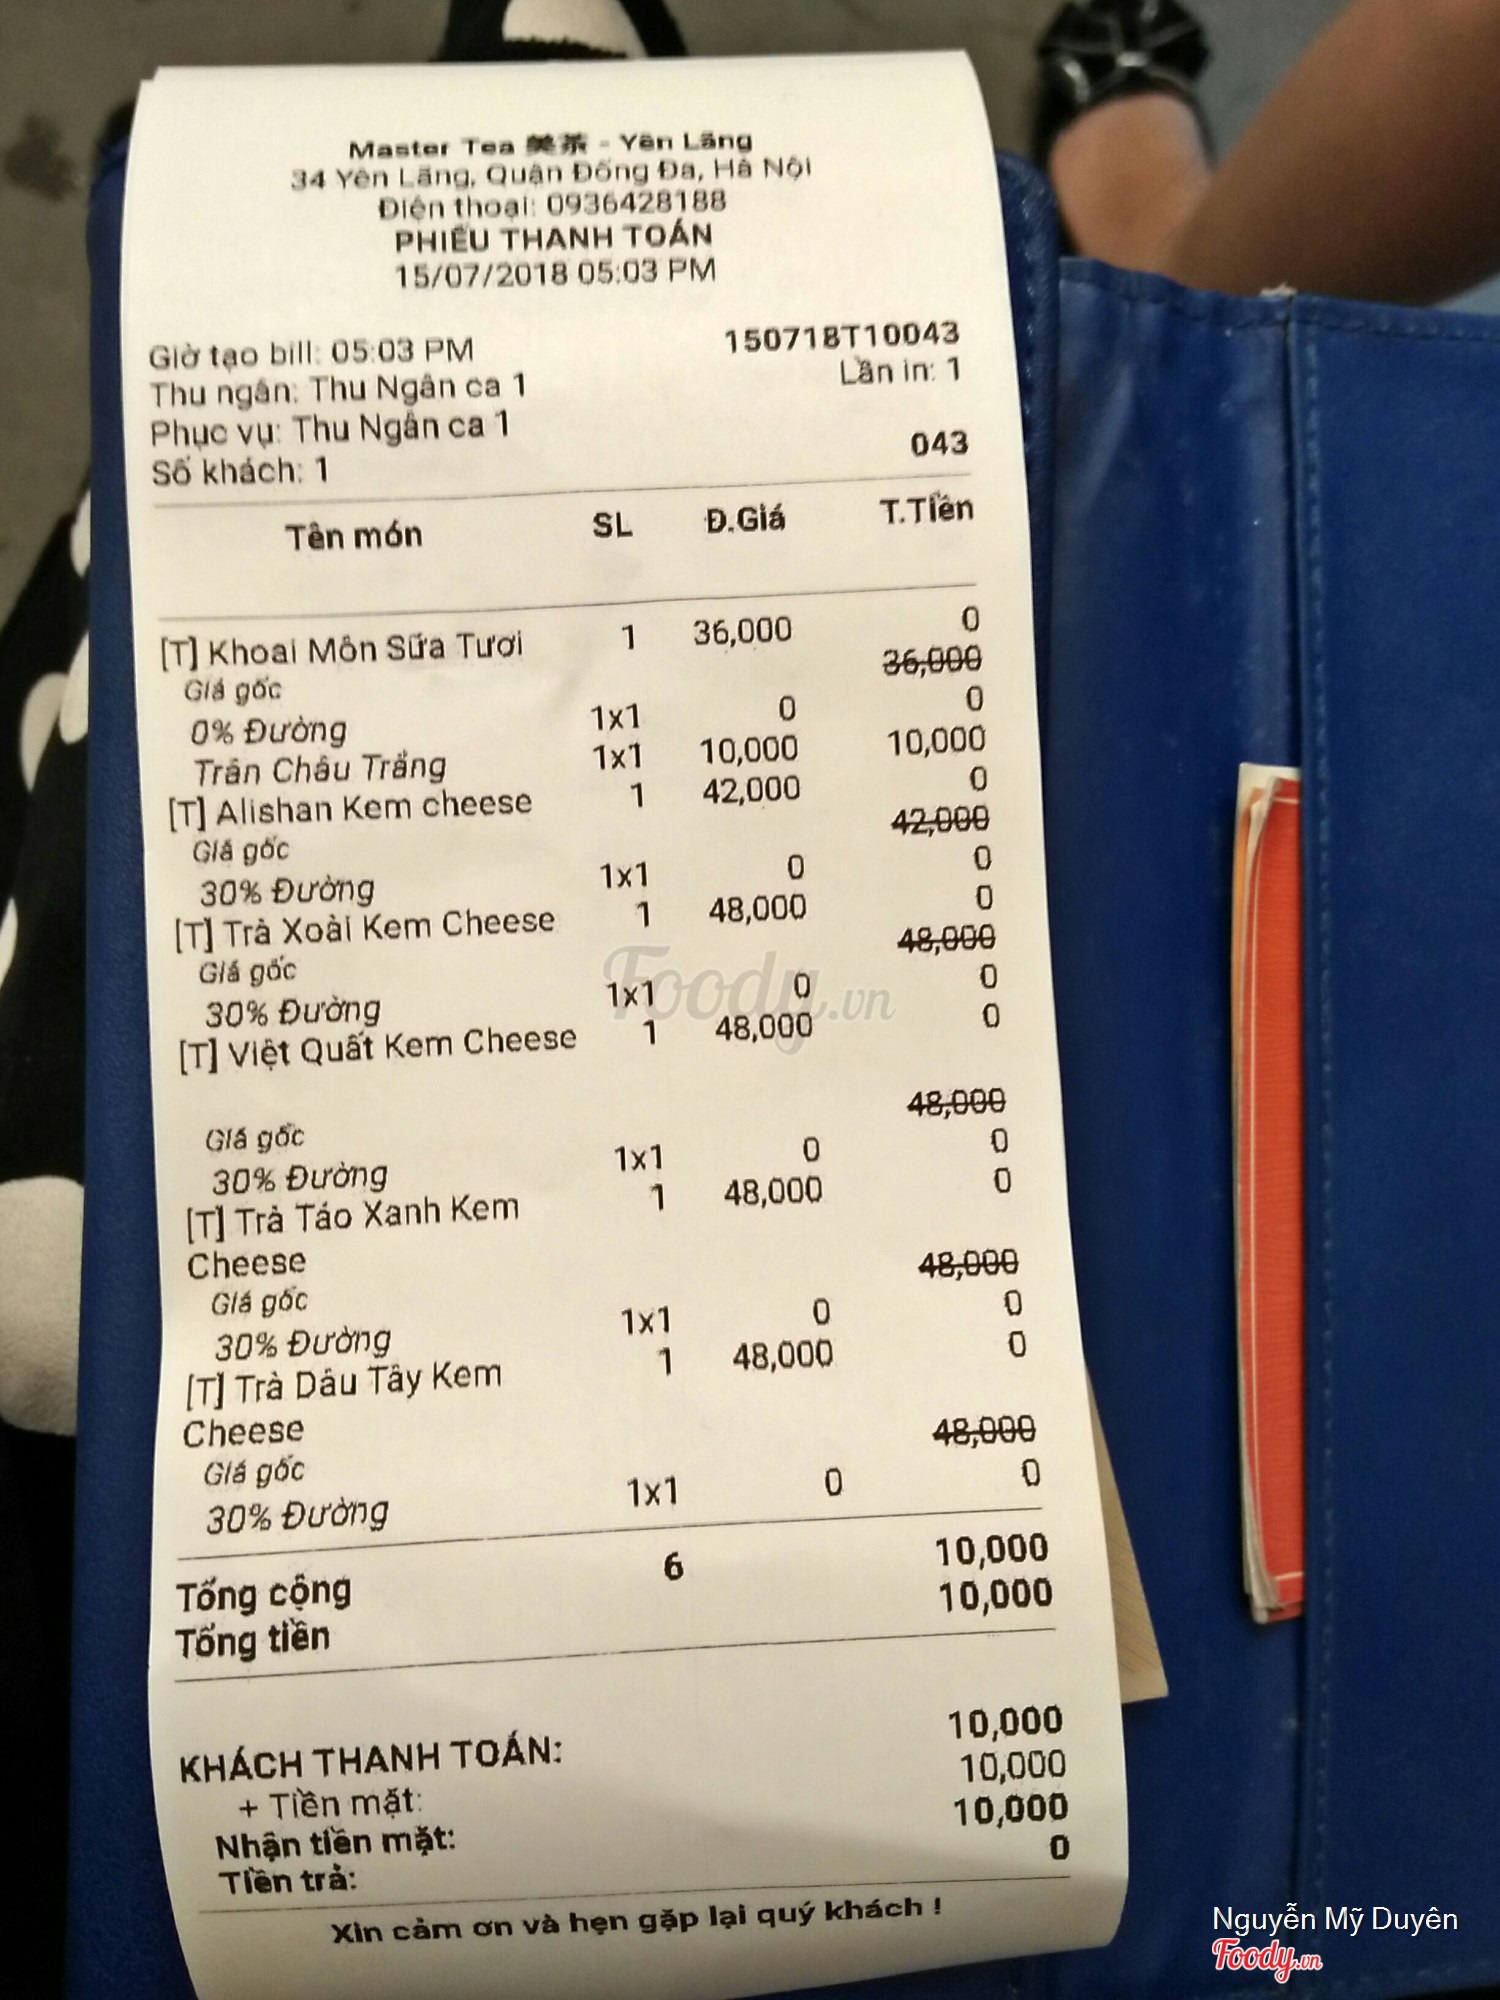 Master Tea 美茶 - Yên Lãng
34 Yên Lãng, Quận Đống Đa, Hà Nội
Điện thoại: 0936428188
PHIẾU THANH TOÁN
15/07/2018 05:03 PM
Giờ tạo bill: 05:03 PM 150718T10043
Thu ngân: Thu Ngân ca 1 Lần in: 1
Phục vụ: Thu Ngân ca 1
Số khách: 1 043
Tên món SL Đ.Giá T.Tiền
[T] Khoai Môn Sữa Tươi 1 36,000 0
Giá gốc 36,000
0% Đường 1x1 0 0
Trân Châu Trắng 1x1 10,000 10,000
[T] Alishan Kem cheese 1 42,000 0
Giá gốc 42,000
30% Đường 1x1 0 0
[T] Trà Xoài Kem Cheese 1 48,000 0
Giá gốc 48,000
30% Đường 1x1 0 0
[T] Việt Quất Kem Cheese 1 48,000 0
Giá gốc 48,000
30% Đường 1x1 0 0
[T] Trà Táo Xanh Kem 1 48,000 0
Cheese
Giá gốc 48,000
30% Đường 1x1 0 0
[T] Trà Dâu Tây Kem 1 48,000 0
Cheese
Giá gốc 48,000
30% Đường 1x1 0 0
Tổng cộng 6 10,000
Tổng tiền 10,000
KHÁCH THANH TOÁN: 10,000
+ Tiền mặt: 10,000
Nhận tiền mặt: 10,000
Tiền trả: 0
Xin cảm ơn và hẹn gặp lại quý khách !
Foody.vn
Nguyễn Mỹ Duyên
Foody.vn